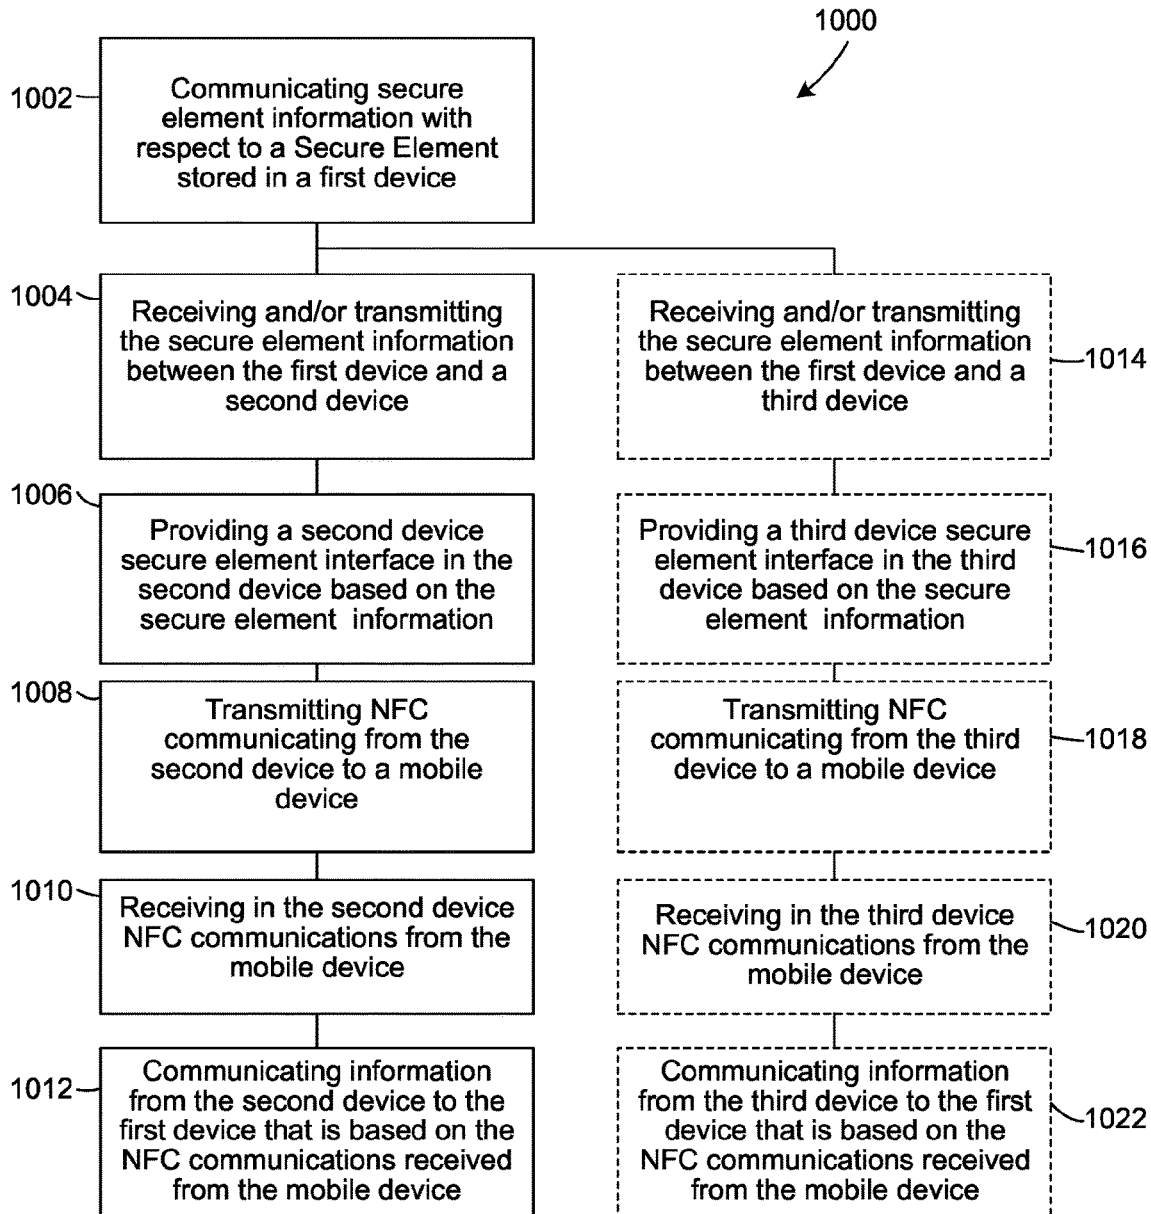 1000
1002
Communicating secure
element information with
respect to a Secure Element
stored in a first device
1004
Receiving and/or transmitting
the secure element information
between the first device and a
second device
Receiving and/or transmitting
the secure element information
between the first device and a
third device
1014
1006
Providing a second device
secure element interface in the
second device based on the
secure element information
Providing a third device secure
element interface in the third
device based on the secure
element information
1016
1008
Transmitting NFC
communicating from the
second device to a mobile
device
Transmitting NFC
communicating from the third
device to a mobile device
1018
1010
Receiving in the second device
NFC communications from the
mobile device
Receiving in the third device
NFC communications from the
mobile device
1020
1012
Communicating information
from the second device to the
first device that is based on the
NFC communications received
from the mobile device
Communicating information
from the third device to the first
device that is based on the
NFC communications received
from the mobile device
1022